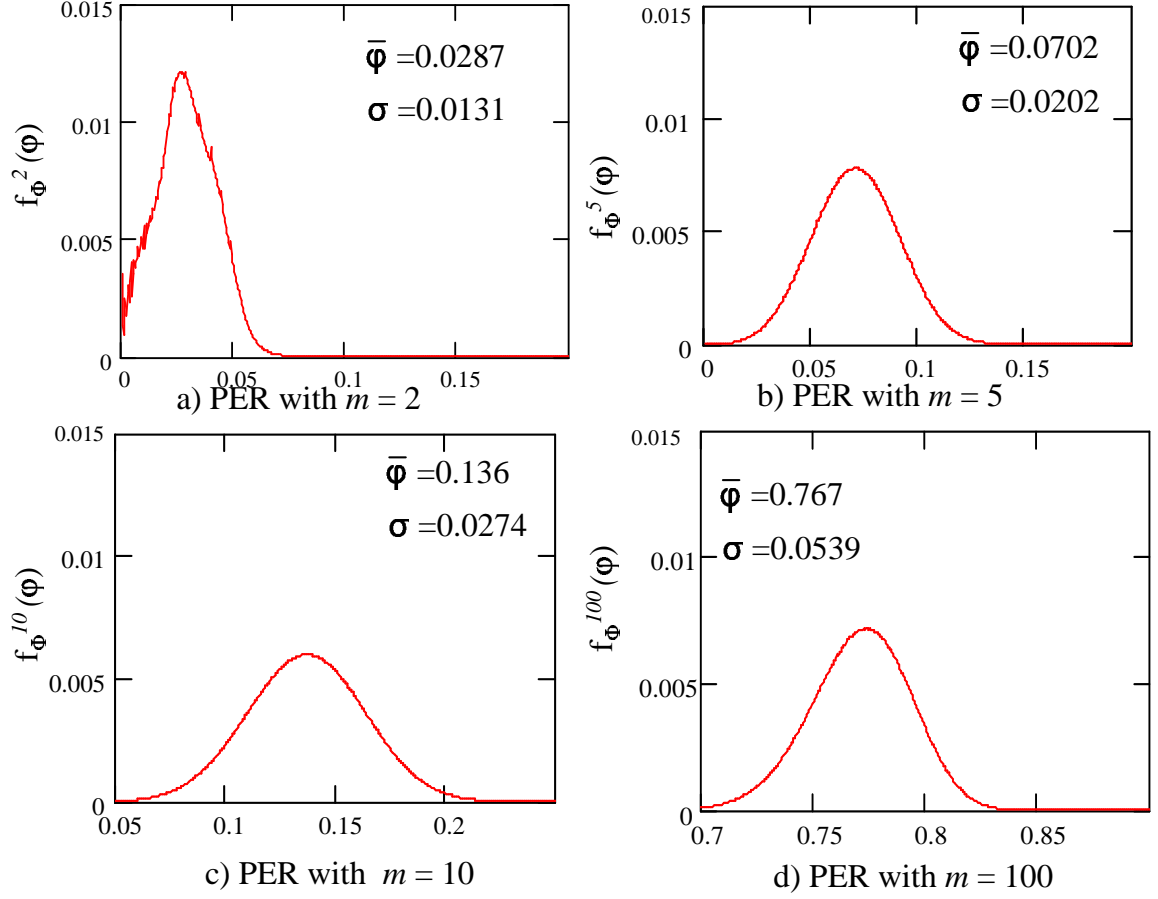 0.015
φ̄ =0.0287
σ =0.0131
0.01
0.005
0
f_Φ^2(φ)
0 0.05 0.1 0.15
a) PER with m = 2
0.015
φ̄ =0.0702
σ =0.0202
0.01
0.005
0
f_Φ^5(φ)
0 0.05 0.1 0.15
b) PER with m = 5
0.015
φ̄ =0.136
σ =0.0274
0.01
0.005
0
f_Φ^10(φ)
0.05 0.1 0.15 0.2
c) PER with m = 10
0.015
φ̄ =0.767
σ =0.0539
0.01
0.005
0
f_Φ^100(φ)
0.7 0.75 0.8 0.85
d) PER with m = 100